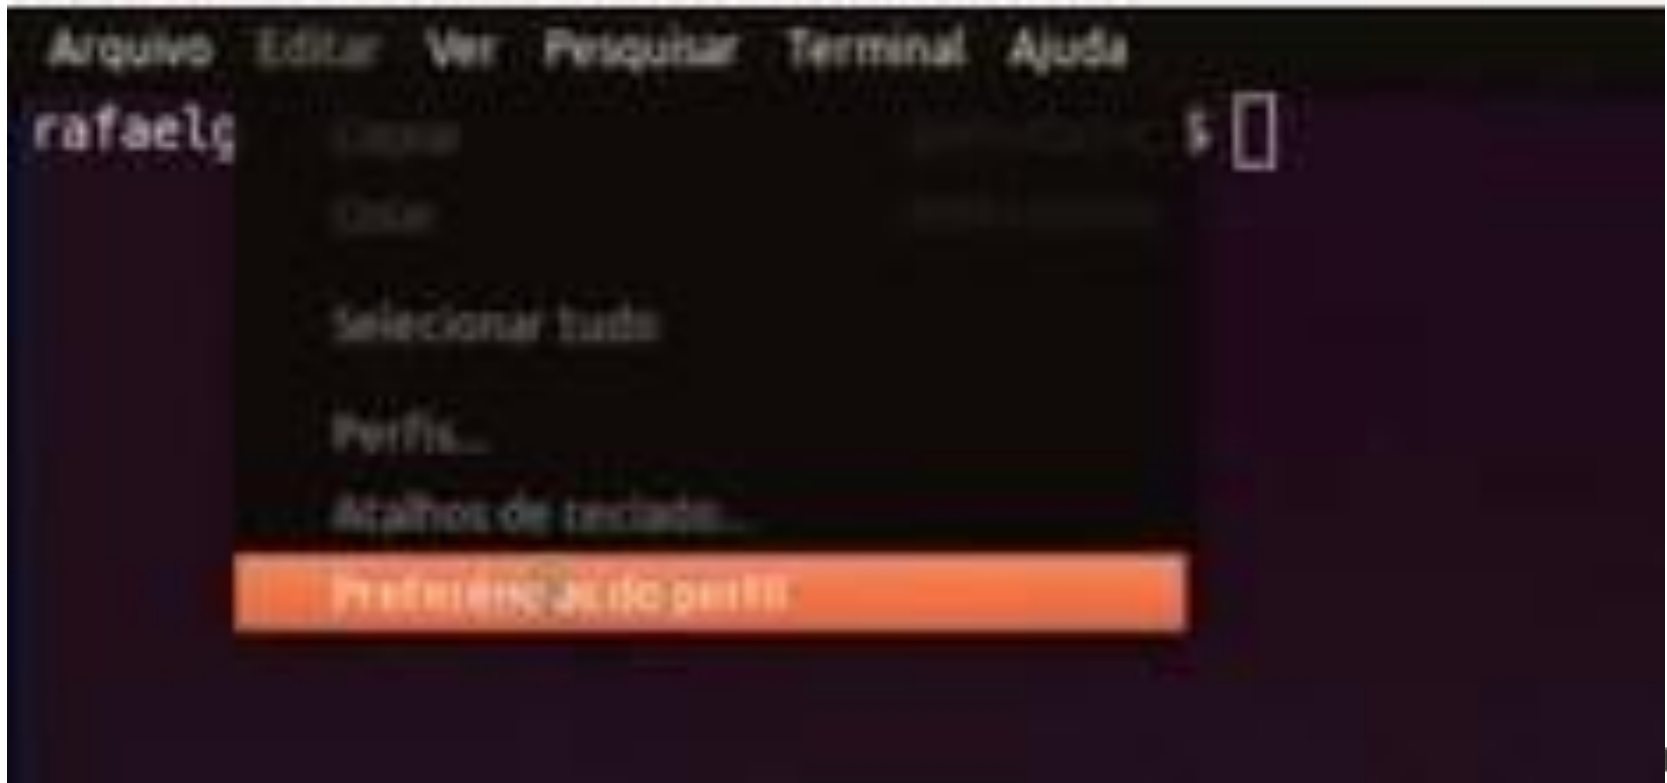 Arquivo Editar Ver Pesquisar Terminal Ajuda
rafaelg
$
Copiar
Colar
Selecionar tudo
Perfis...
Atalhos de teclado...
Preferências do perfil